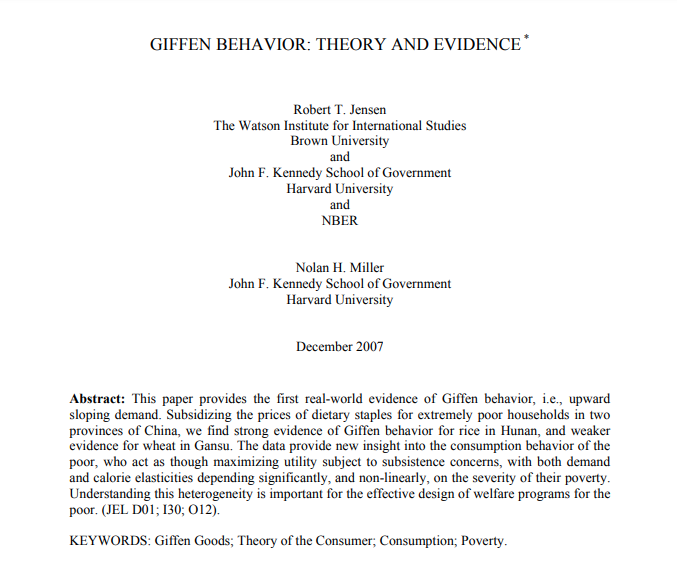 GIFFEN BEHAVIOR: THEORY AND EVIDENCE*
Robert T. Jensen
The Watson Institute for International Studies
Brown University
and
John F. Kennedy School of Government
Harvard University
and
NBER
Nolan H. Miller
John F. Kennedy School of Government
Harvard University
December 2007
Abstract: This paper provides the first real-world evidence of Giffen behavior, i.e., upward
sloping demand. Subsidizing the prices of dietary staples for extremely poor households in two
provinces of China, we find strong evidence of Giffen behavior for rice in Hunan, and weaker
evidence for wheat in Gansu. The data provide new insight into the consumption behavior of the
poor, who act as though maximizing utility subject to subsistence concerns, with both demand
and calorie elasticities depending significantly, and non-linearly, on the severity of their poverty.
Understanding this heterogeneity is important for the effective design of welfare programs for the
poor. (JEL D01; I30; O12).
KEYWORDS: Giffen Goods; Theory of the Consumer; Consumption; Poverty.